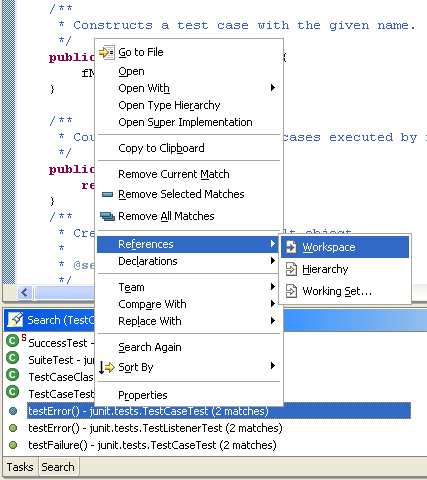 /**
* Constructs a test case with the given name.
*/
public {
fN
}
/**
* Cou cases executed by
*/
public
re
}
/**
* Cre lt object
*
* @se
*/
Go to File
Open
Open With
Open Type Hierarchy
Open Super Implementation
Copy to Clipboard
Remove Current Match
Remove Selected Matches
Remove All Matches
References
Declarations
Team
Compare With
Replace With
Search Again
Sort By
Properties
Workspace
Hierarchy
Working Set...
Search (TestC
SuccessTest -
SuiteTest - ju
TestCaseClas
TestCaseTest
testError() - junit.tests.TestCaseTest (2 matches)
testError() - junit.tests.TestListenerTest (2 matches)
testFailure() - junit.tests.TestCaseTest (2 matches)
Tasks Search